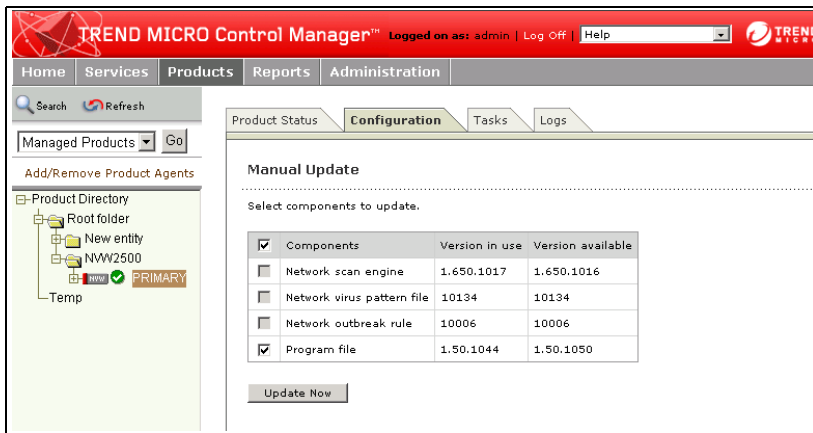 TREND MICRO Control Manager™ Logged on as: admin | Log Off | Help
TREND
MICRO
Home Services Products Reports Administration
Search Refresh
Managed Products Go
Add/Remove Product Agents
Product Directory
Root folder
New entity
NVW2500
NVW PRIMARY
Temp
Product Status Configuration Tasks Logs
Manual Update
Select components to update.
Components Version in use Version available
Network scan engine 1.650.1017 1.650.1016
Network virus pattern file 10134 10134
Network outbreak rule 10006 10006
Program file 1.50.1044 1.50.1050
Update Now